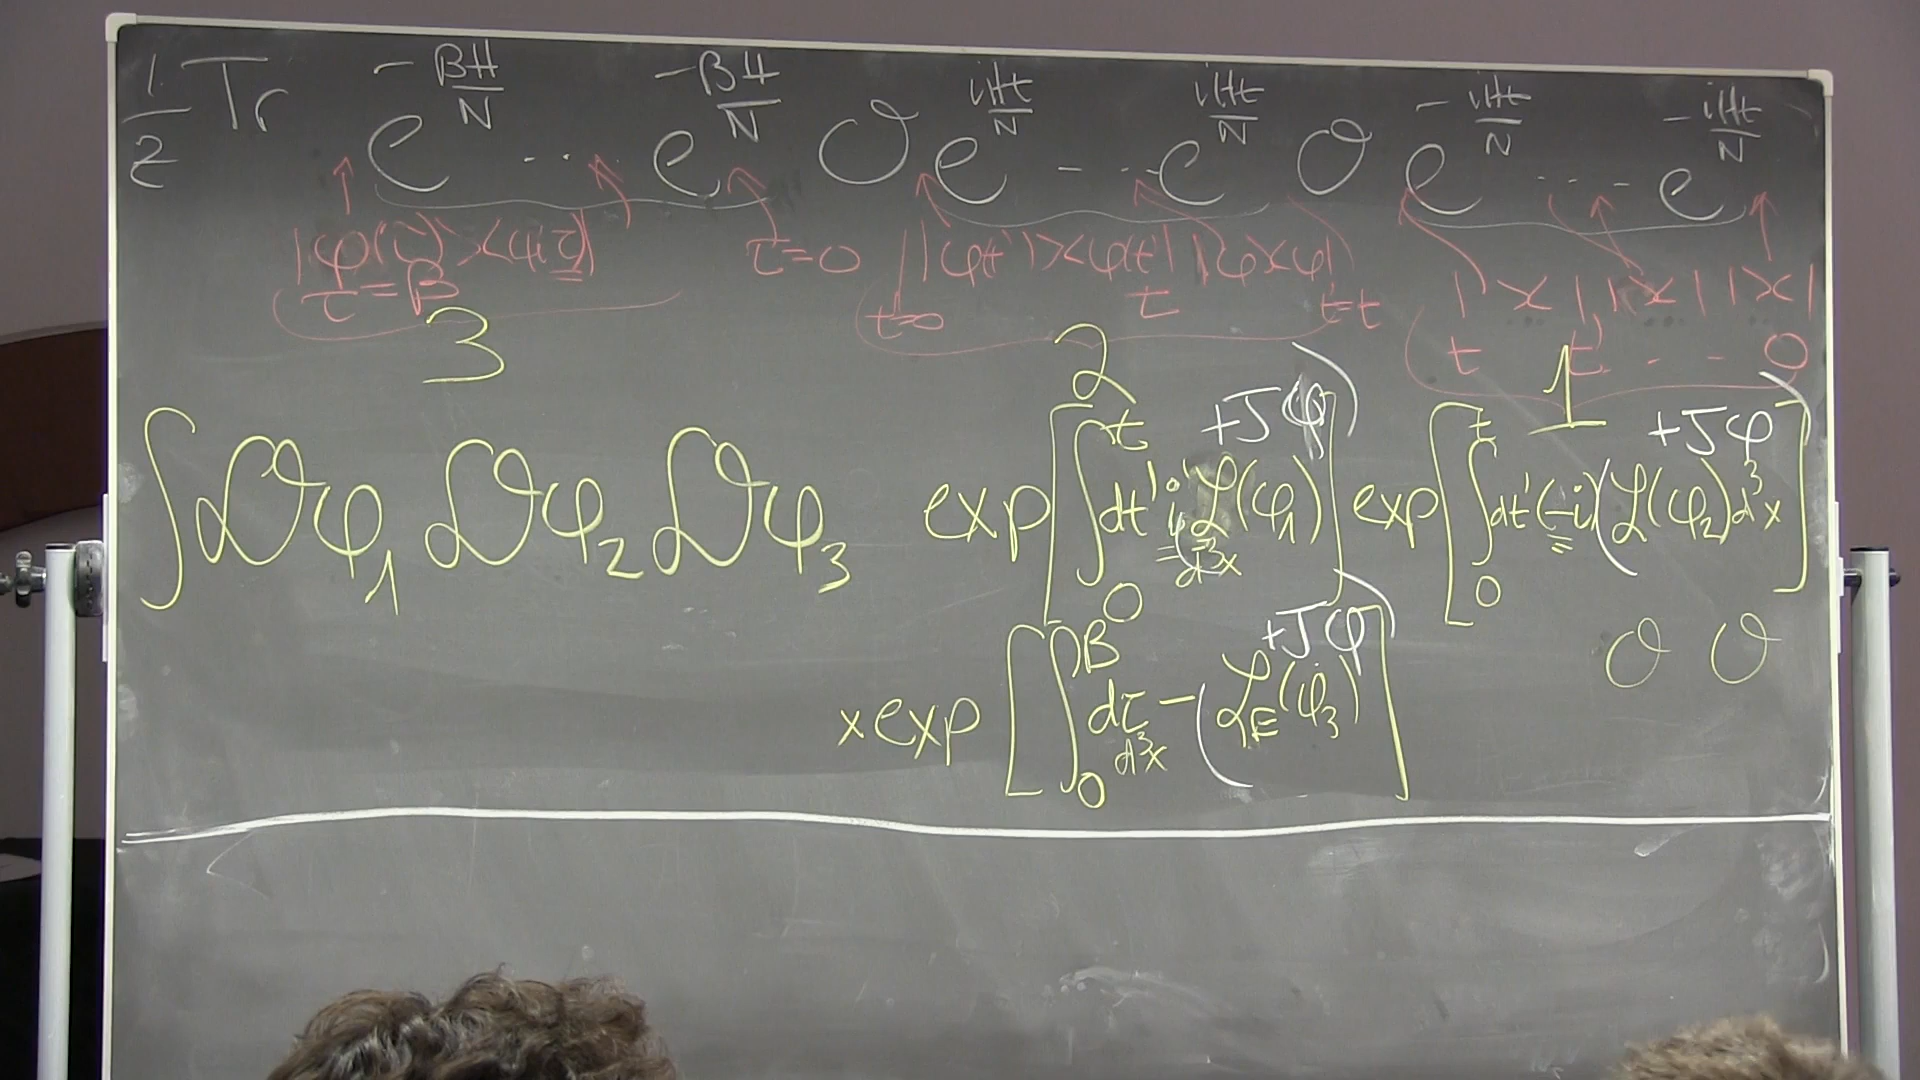 1/Z Tr e^{-βH/N} ... e^{-βH/N} O e^{iHt/N} --- e^{iHt/N} O e^{-iHt/N} ... e^{-iHt/N}
|φ(τ)><φ(τ)| τ=0 |φ(t')><φ(t')| |φ><φ| | >< | | >< | | >< |
τ=β t=0 t t=t t t' - - 0
3 2 1
∫Dφ₁ Dφ₂ Dφ₃ exp[∫₀ᵗ dt' i (ℒ(φ₁) +Jφ) d³x] exp[∫₀ᵗ dt' (-i)(ℒ(φ₂) +Jφ) d³x]
O O
x exp[∫₀^β dτ d³x -(ℒ_E(φ₃) +Jφ)]